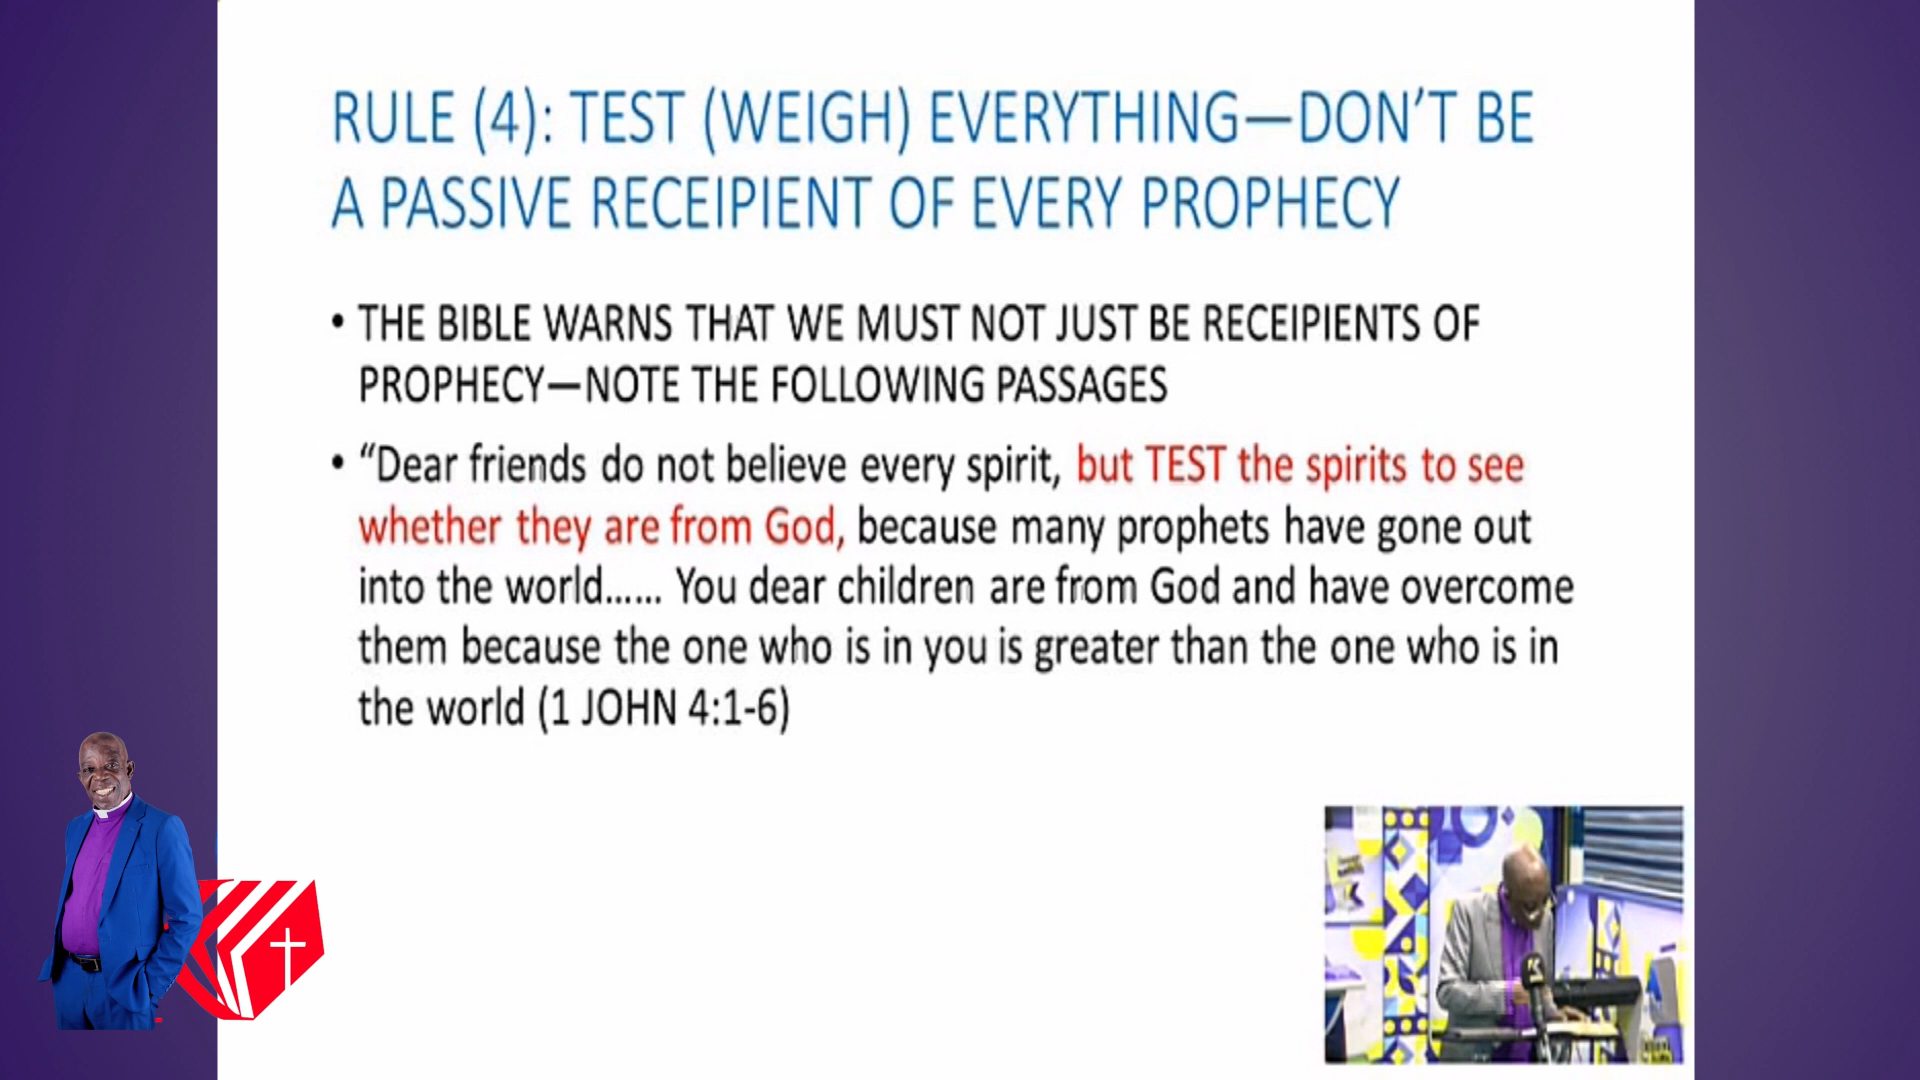 RULE (4): TEST (WEIGH) EVERYTHING—DON’T BE
A PASSIVE RECEIPIENT OF EVERY PROPHECY
• THE BIBLE WARNS THAT WE MUST NOT JUST BE RECEIPIENTS OF
PROPHECY—NOTE THE FOLLOWING PASSAGES
• “Dear friends do not believe every spirit, but TEST the spirits to see
whether they are from God, because many prophets have gone out
into the world...... You dear children are from God and have overcome
them because the one who is in you is greater than the one who is in
the world (1 JOHN 4:1-6)